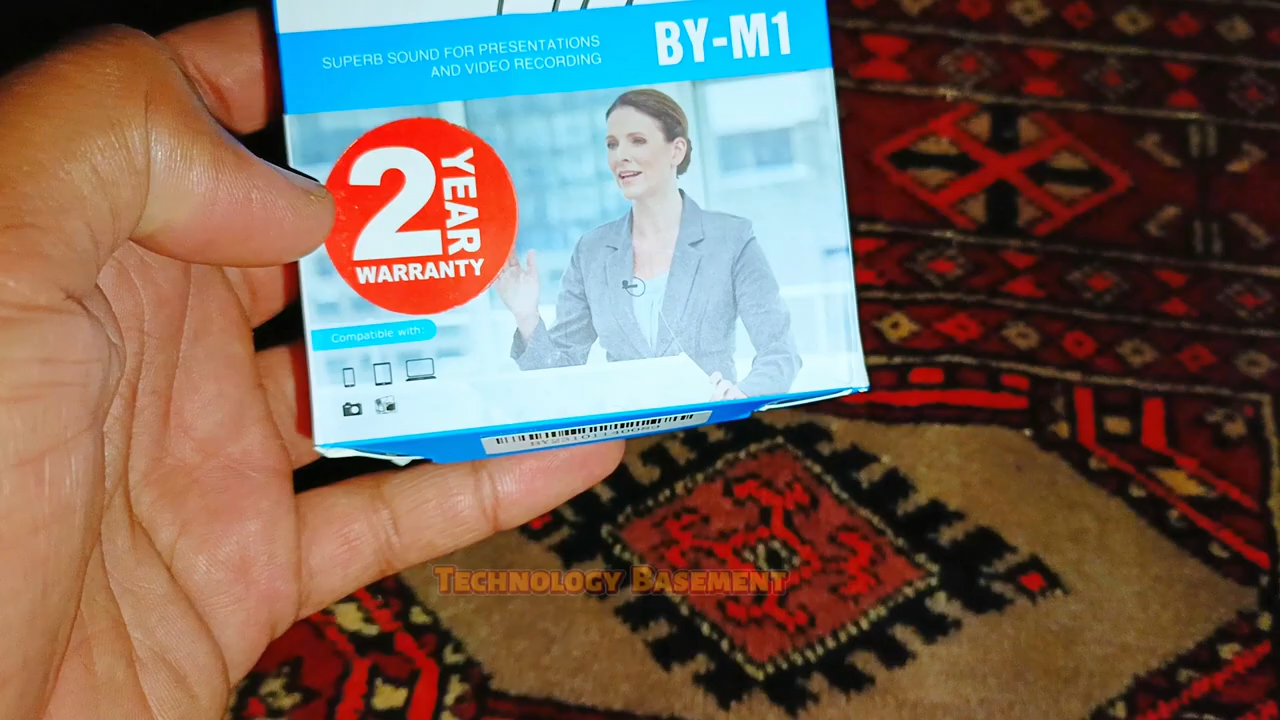 SUPERB SOUND FOR PRESENTATIONS
AND VIDEO RECORDING
BY-M1
2 YEAR
WARRANTY
Compatible with:
Technology Basement